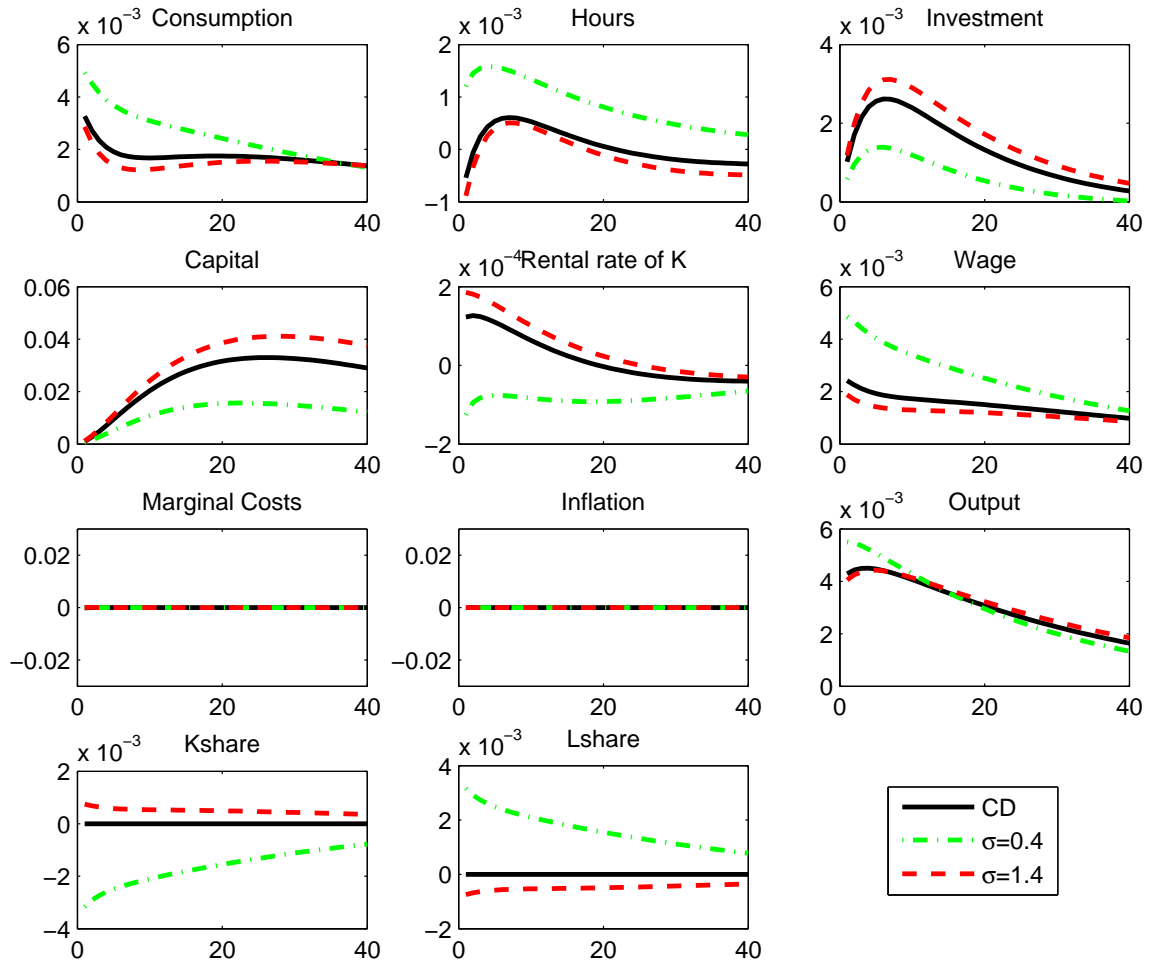 x 10⁻³ Consumption
6
4
2
0
0 20 40
x 10⁻³ Hours
2
1
0
−1
0 20 40
x 10⁻³ Investment
4
2
0
0 20 40
Capital
0.06
0.04
0.02
0
0 20 40
x 10⁻⁴ Rental rate of K
2
0
−2
0 20 40
x 10⁻³ Wage
6
4
2
0
0 20 40
Marginal Costs
0.02
0
−0.02
0 20 40
Inflation
0.02
0
−0.02
0 20 40
x 10⁻³ Output
6
4
2
0
0 20 40
x 10⁻³ Kshare
2
0
−2
−4
0 20 40
x 10⁻³ Lshare
4
2
0
−2
0 20 40
CD
σ=0.4
σ=1.4